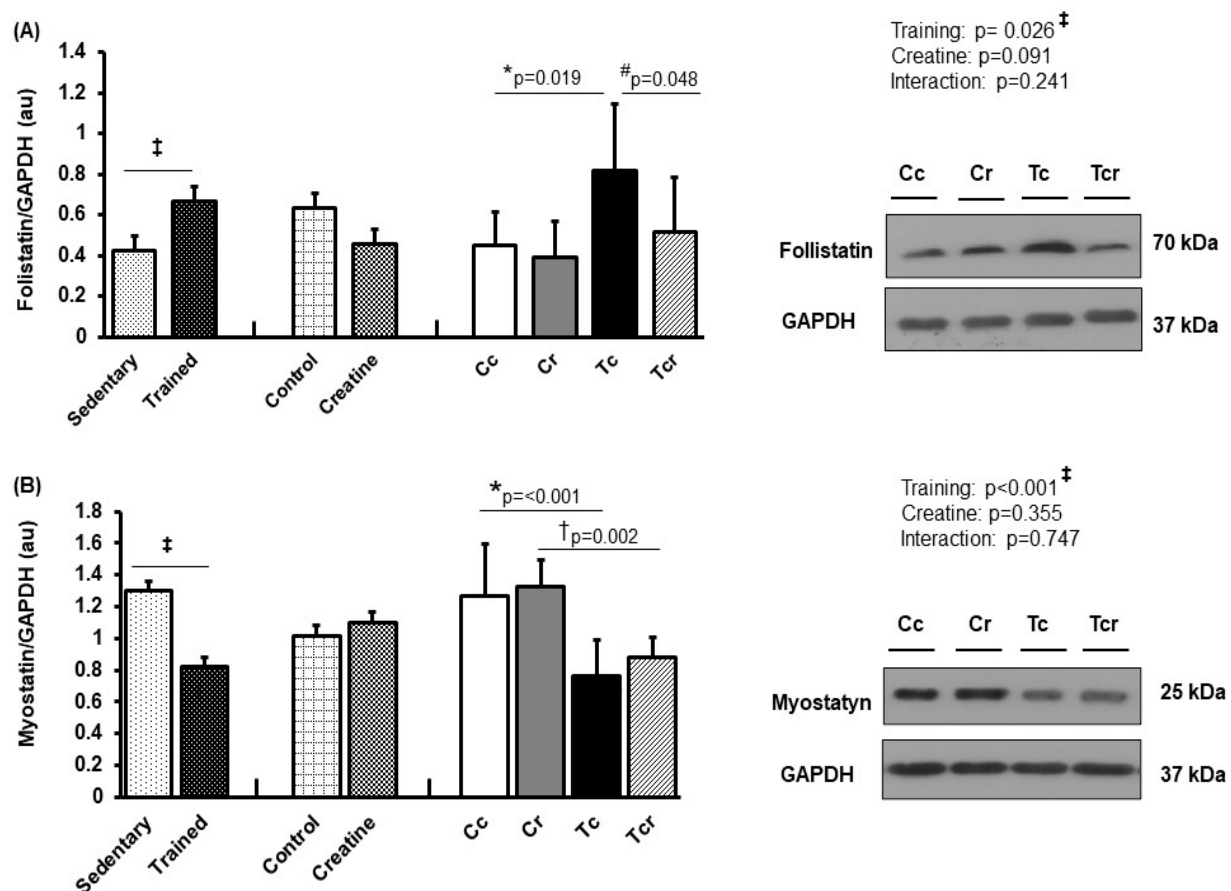 (A)
Follistatin/GAPDH (au)
1.4
1.2
1
0.8
0.6
0.4
0.2
0
‡
*p=0.019
#p=0.048
Sedentary
Trained
Control
Creatine
Cc
Cr
Tc
Tcr
Training: p= 0.026‡
Creatine: p=0.091
Interaction: p=0.241
Cc Cr Tc Tcr
Follistatin
70 kDa
GAPDH
37 kDa
(B)
Myostatin/GAPDH (au)
1.8
1.6
1.4
1.2
1
0.8
0.6
0.4
0.2
0
‡
*p=<0.001
†p=0.002
Sedentary
Trained
Control
Creatine
Cc
Cr
Tc
Tcr
Training: p<0.001‡
Creatine: p=0.355
Interaction: p=0.747
Cc Cr Tc Tcr
Myostatyn
25 kDa
GAPDH
37 kDa